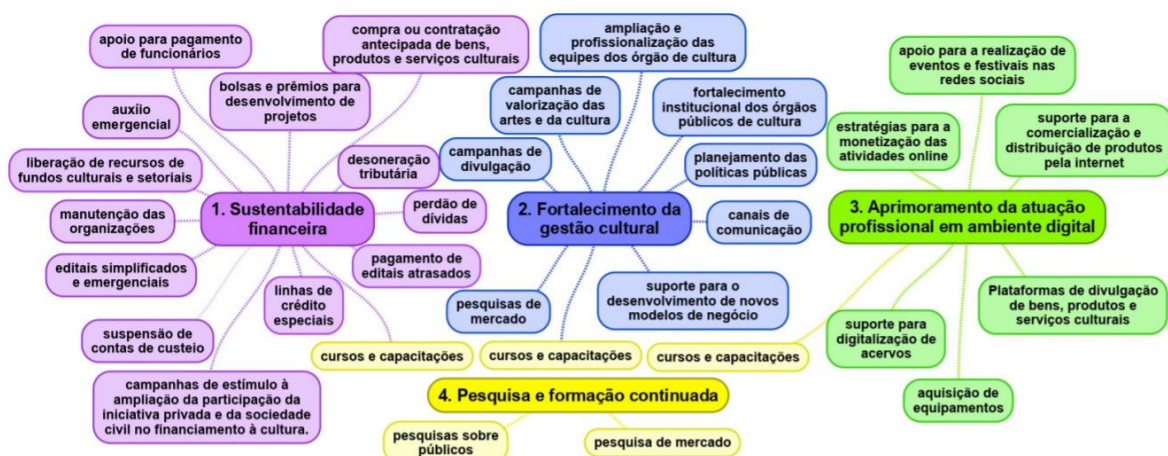 apoio para pagamento
de funcionários
compra ou contratação
antecipada de bens,
produtos e serviços culturais
bolsas e prêmios para
desenvolvimento de
projetos
auxíio
emergencial
liberação de recursos de
fundos culturais e setoriais
desoneração
tributária
1. Sustentabilidade
financeira
manutenção das
organizações
perdão de
dívidas
editais simplificados
e emergenciais
pagamento de
editais atrasados
linhas de
crédito
especiais
suspensão de
contas de custeio
cursos e capacitações
campanhas de estímulo à
ampliação da participação da
iniciativa privada e da sociedade
civil no financiamento à cultura.
ampliação e
profissionalização das
equipes dos órgão de cultura
campanhas de
valorização das
artes e da cultura
fortalecimento
institucional dos órgãos
públicos de cultura
campanhas de
divulgação
planejamento das
políticas públicas
2. Fortalecimento da
gestão cultural
canais de
comunicação
pesquisas de
mercado
suporte para o
desenvolvimento de novos
modelos de negócio
cursos e capacitações
apoio para a realização de
eventos e festivais nas
redes sociais
estratégias para a
monetização das
atividades online
suporte para a
comercialização e
distribuição de produtos
pela internet
3. Aprimoramento da atuação
profissional em ambiente digital
Plataformas de divulgação
de bens, produtos e
serviços culturais
suporte para
digitalização de
acervos
cursos e capacitações
aquisição de
equipamentos
4. Pesquisa e formação continuada
pesquisas sobre
públicos
pesquisa de mercado